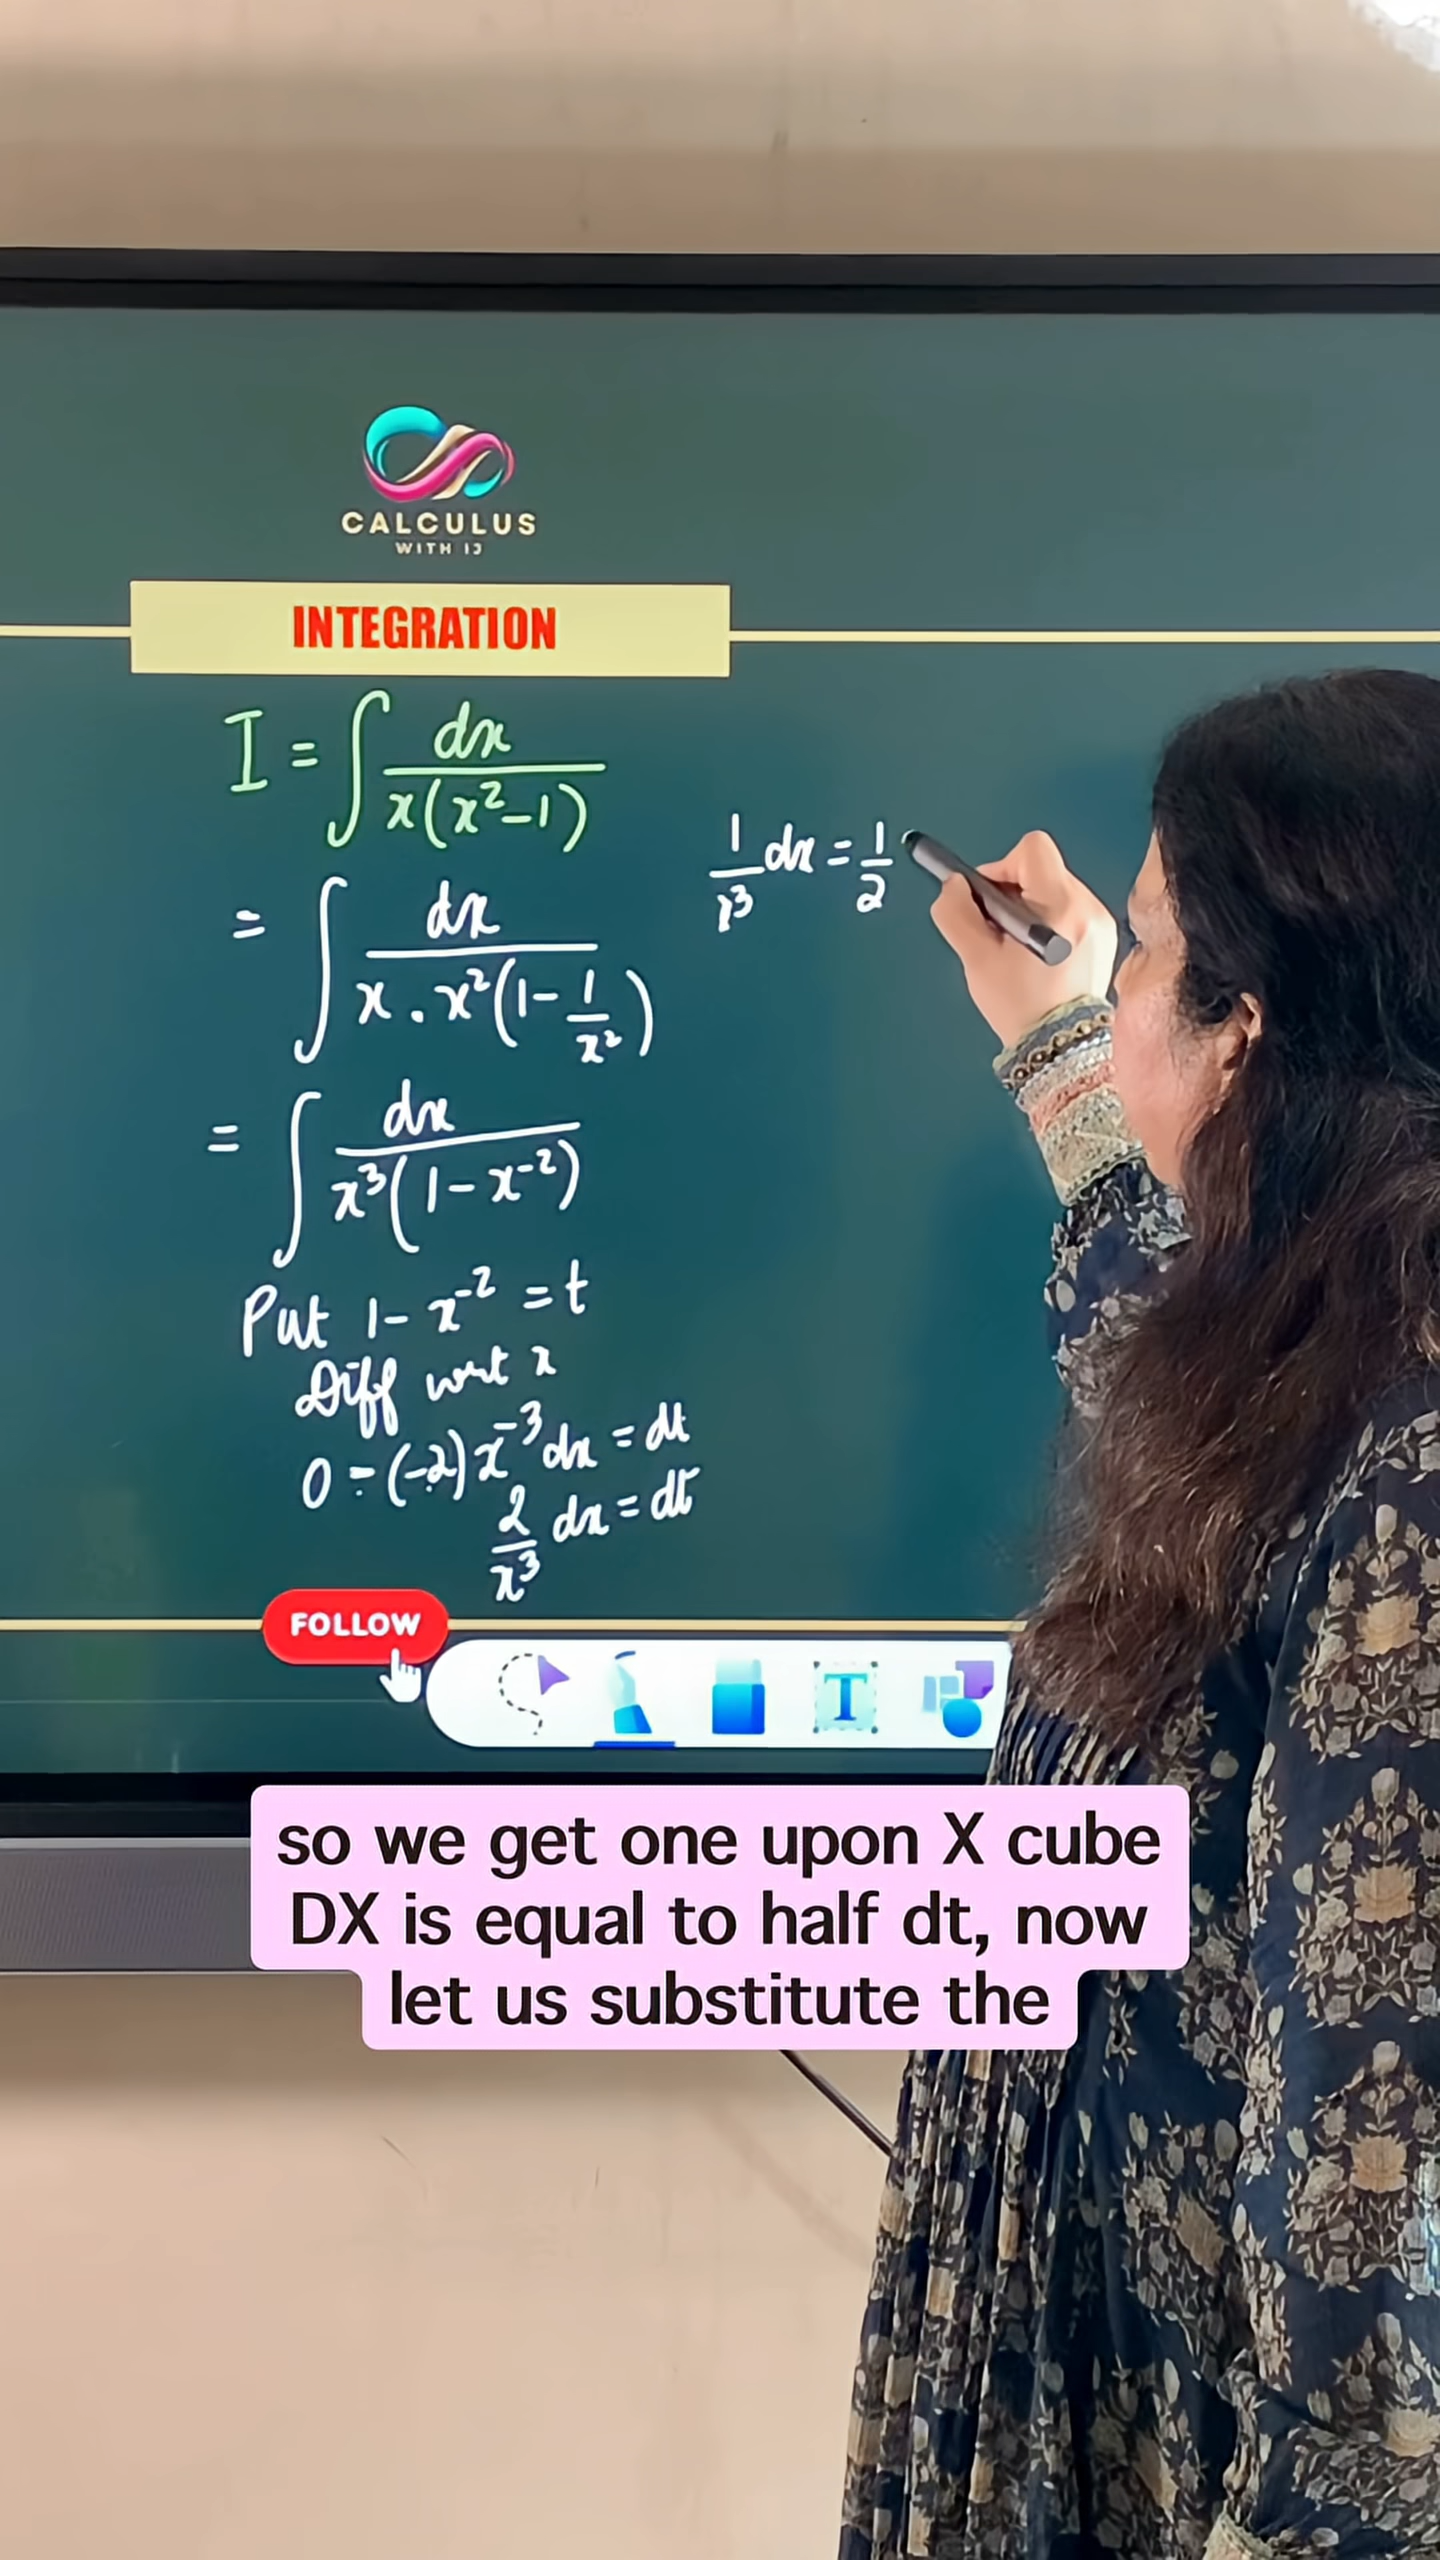 CALCULUS
WITH IJ
INTEGRATION
I = ∫ dx / x(x²-1)
= ∫ dx / x . x²(1 - 1/x²)
= ∫ dx / x³(1 - x⁻²)
Put 1 - x⁻² = t
Diff wrt x
0 - (-2)x⁻³dx = dt
2/x³ dx = dt
1/x³ dx = 1/2
FOLLOW
T
so we get one upon X cube
DX is equal to half dt, now
let us substitute the